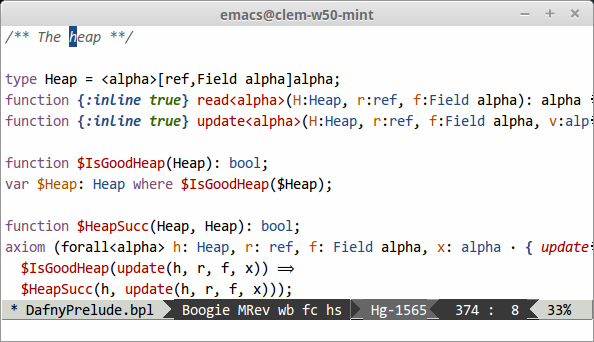 emacs@clem-w50-mint
/** The heap **/
type Heap = <alpha>[ref,Field alpha]alpha;
function {:inline true} read<alpha>(H:Heap, r:ref, f:Field alpha): alpha
function {:inline true} update<alpha>(H:Heap, r:ref, f:Field alpha, v:alp
function $IsGoodHeap(Heap): bool;
var $Heap: Heap where $IsGoodHeap($Heap);
function $HeapSucc(Heap, Heap): bool;
axiom (forall<alpha> h: Heap, r: ref, f: Field alpha, x: alpha · { update
$IsGoodHeap(update(h, r, f, x)) ⟹
$HeapSucc(h, update(h, r, f, x)));
* DafnyPrelude.bpl Boogie MRev wb fc hs Hg-1565 374 : 8 33%